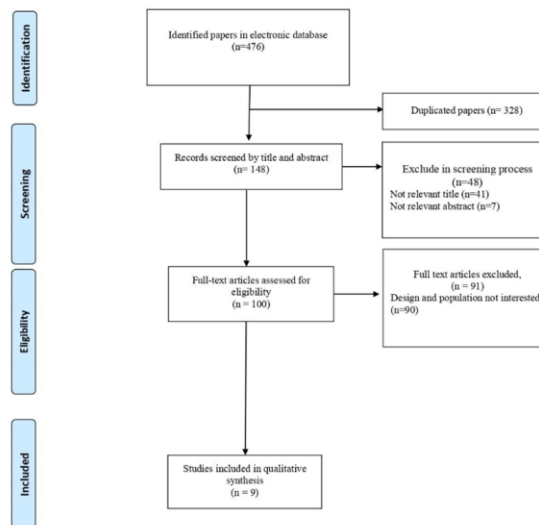 Identification
Identified papers in electronic database
(n=476)
Duplicated papers (n= 328)
Screening
Records screened by title and abstract
(n= 148)
Exclude in screening process
(n=48)
Not relevant title (n=41)
Not relevant abstract (n=7)
Eligibility
Full-text articles assessed for
eligibility
(n = 100)
Full text articles excluded,
(n = 91)
Design and population not interested
(n=90)
Included
Studies included in qualitative
synthesis
(n = 9)